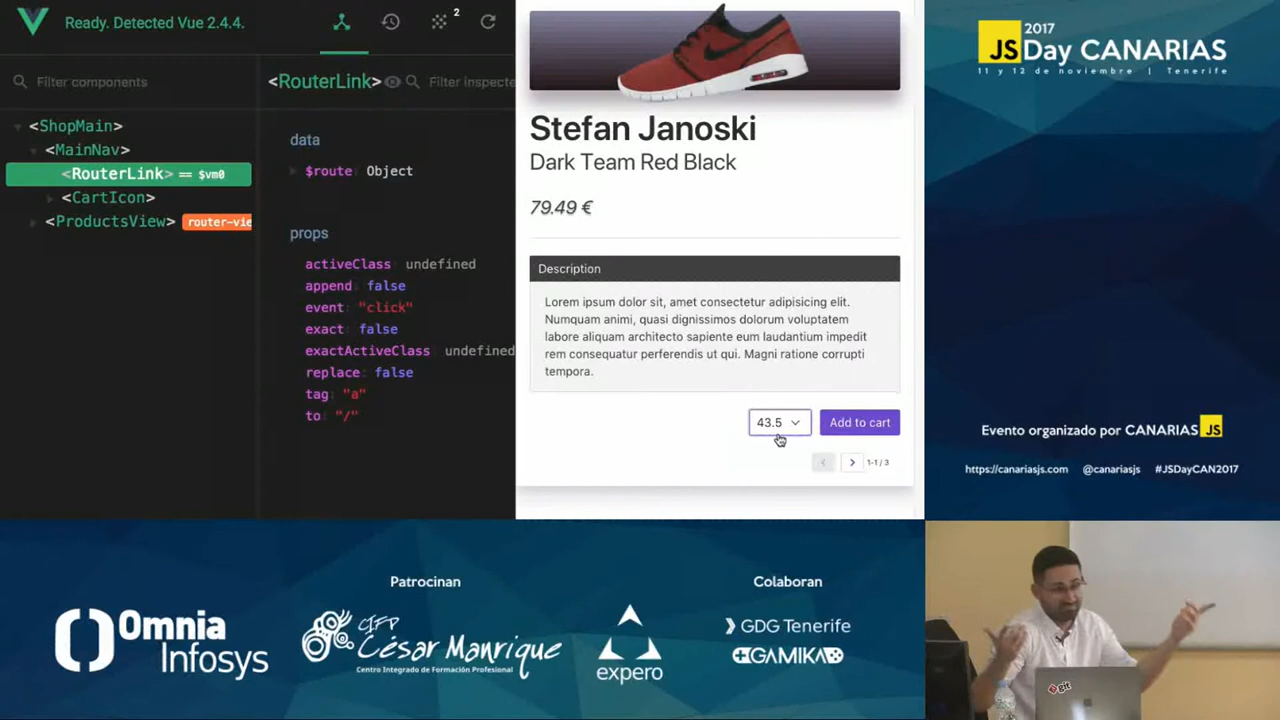 Ready. Detected Vue 2.4.4.
2
Filter components
<RouterLink>
Filter inspecte
<ShopMain>
<MainNav>
<RouterLink> == $vm0
<CartIcon>
<ProductsView> router-vie
data
$route: Object
props
activeClass: undefined
append: false
event: "click"
exact: false
exactActiveClass: undefined
replace: false
tag: "a"
to: "/"
Stefan Janoski
Dark Team Red Black
79.49 €
Description
Lorem ipsum dolor sit, amet consectetur adipisicing elit.
Numquam animi, quasi dignissimos dolorum voluptatem
labore aliquam architecto sapiente eum laudantium impedit
rem consequatur perferendis ut qui. Magni ratione corrupti
tempora.
43.5
Add to cart
1-1 / 3
2017
JSDay CANARIAS
11 y 12 de noviembre | Tenerife
Evento organizado por CANARIAS JS
https://canariasjs.com @canariasjs #JSDayCAN2017
Patrocinan
Omnia
Infosys
CIFP
César Manrique
Centro Integrado de Formación Profesional
expero
Colaboran
GDG Tenerife
GAMIKA
git